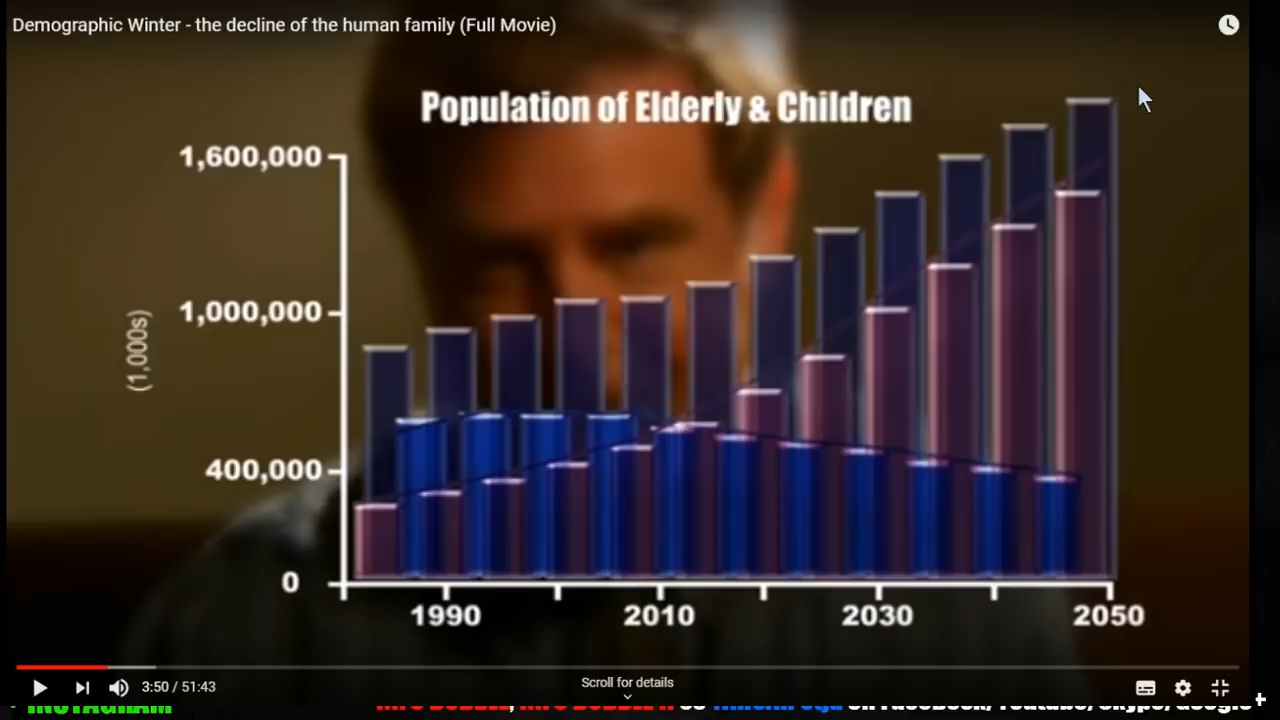 Demographic Winter - the decline of the human family (Full Movie)
Population of Elderly & Children
1,600,000
1,000,000
(1,000s)
400,000
0
1990 2010 2030 2050
3:50 / 51:43
Scroll for details
INSTAGRAM